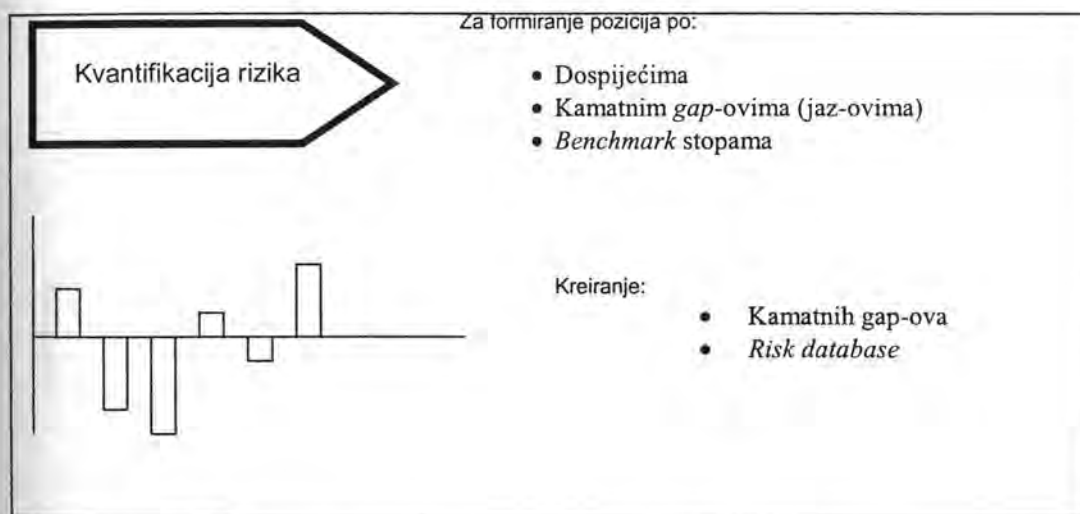 Za formiranje pozicija po:
Kvantifikacija rizika
• Dospijećima
• Kamatnim gap-ovima (jaz-ovima)
• Benchmark stopama
Kreiranje:
• Kamatnih gap-ova
• Risk database